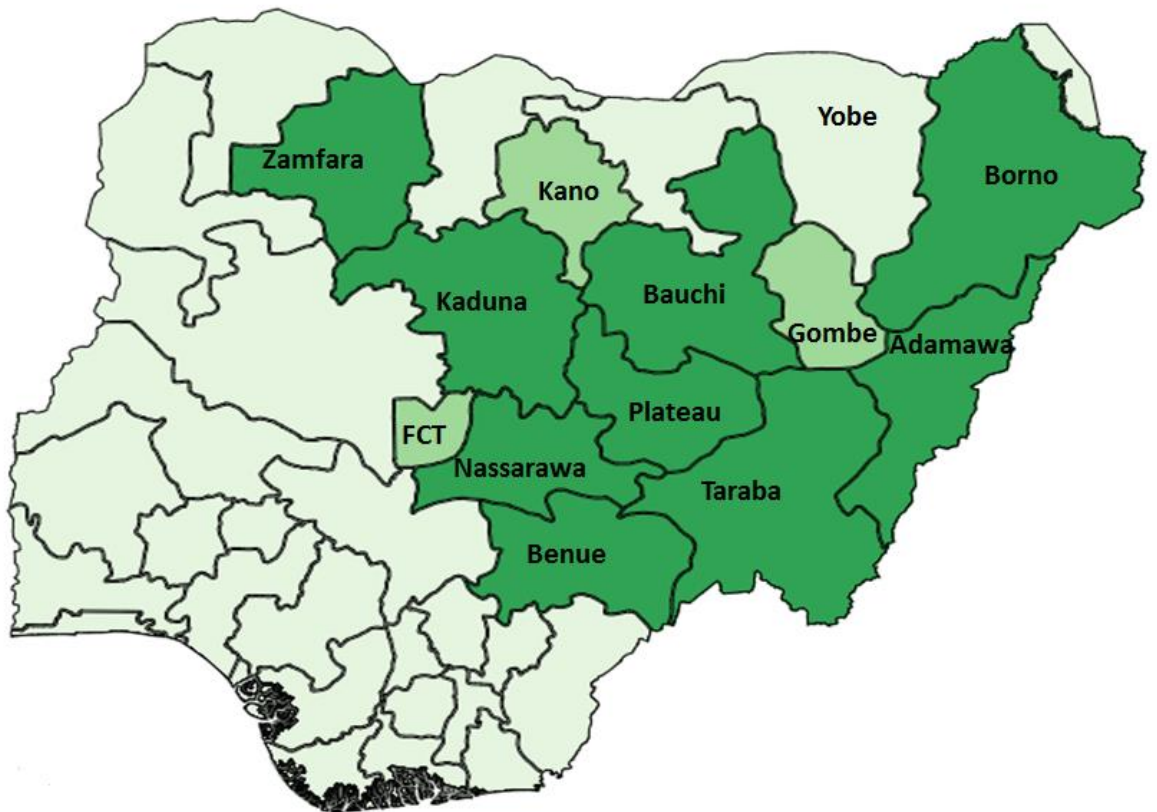 Yobe
Zamfara
Borno
Kano
Kaduna
Bauchi
Gombe
Adamawa
Plateau
FCT
Nassarawa
Taraba
Benue